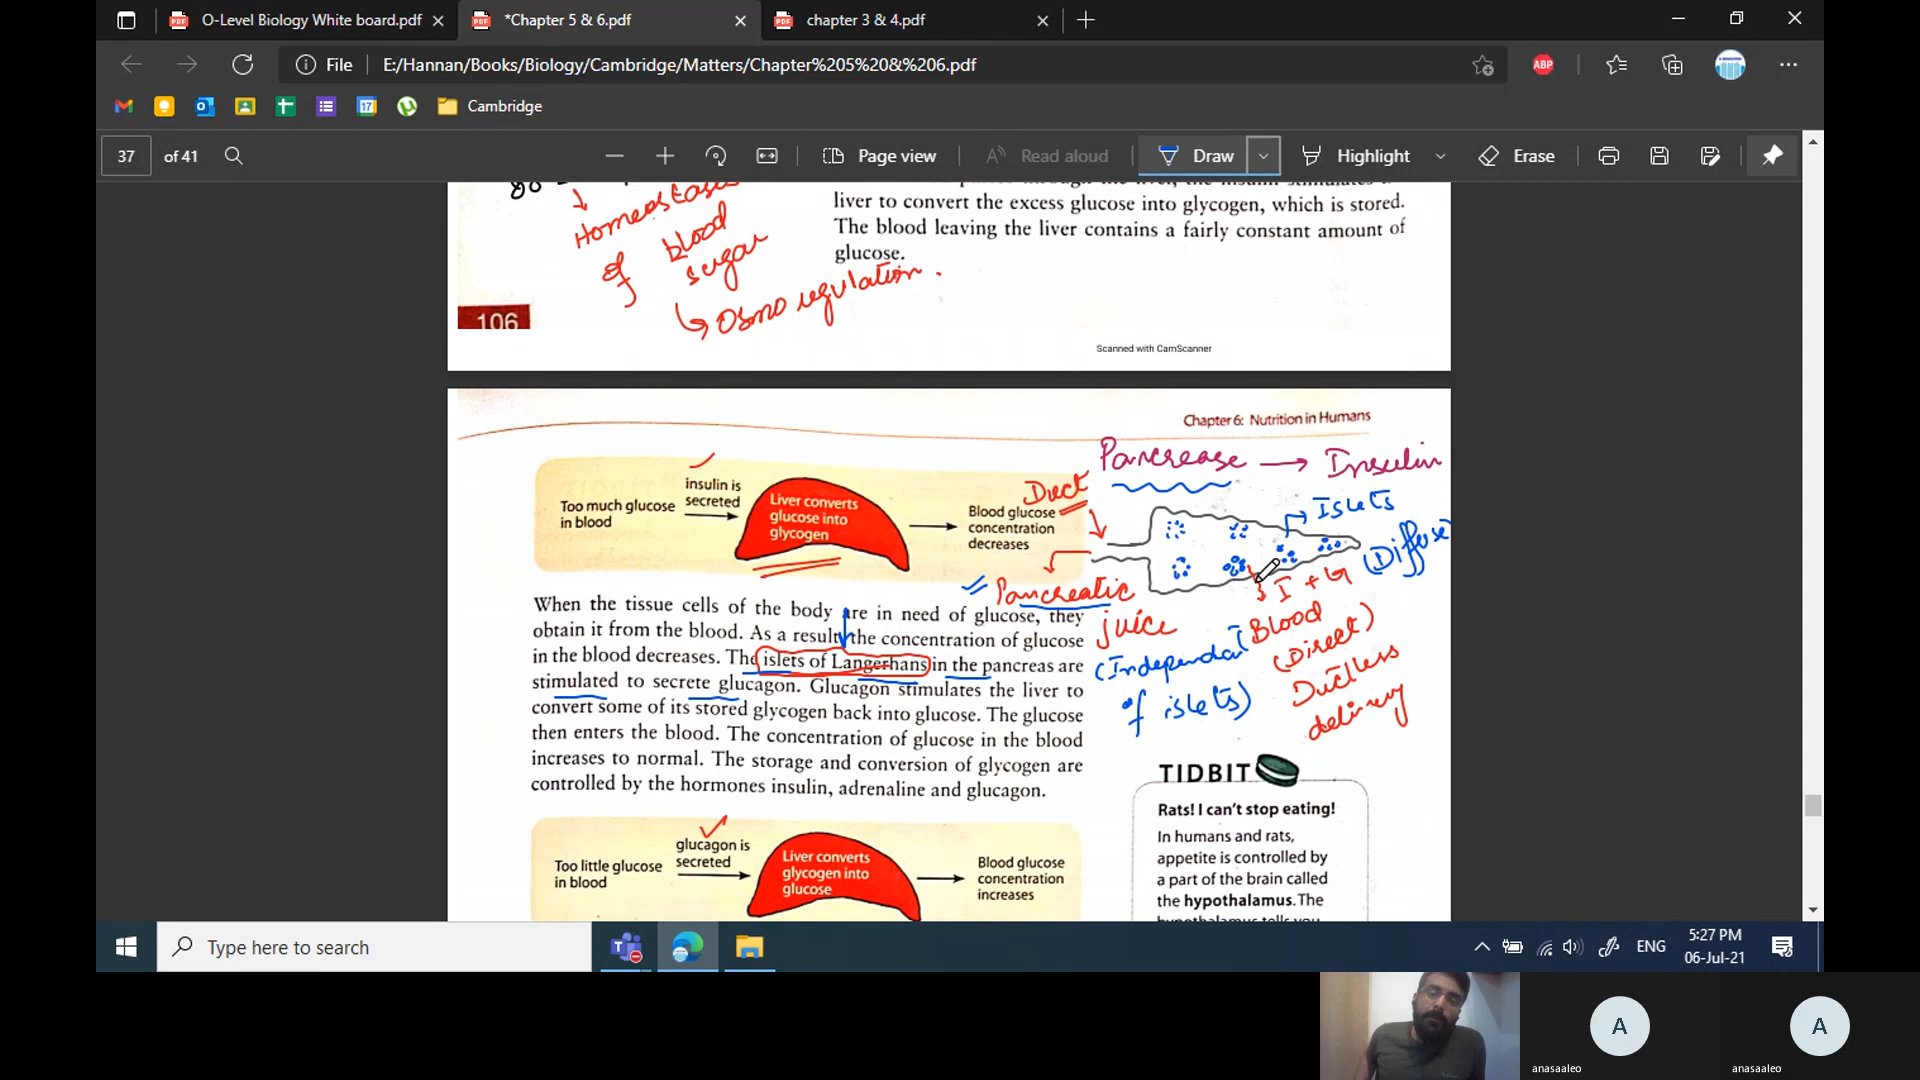 O-Level Biology White board.pdf
*Chapter 5 & 6.pdf
chapter 3 & 4.pdf
File
E:/Hannan/Books/Biology/Cambridge/Matters/Chapter%205%20&%206.pdf
Cambridge
37 of 41
Page view
Read aloud
Draw
Highlight
Erase
liver to convert the excess glucose into glycogen, which is stored.
The blood leaving the liver contains a fairly constant amount of
glucose.
of blood
sugar
Osmo regulation.
106
Scanned with CamScanner
Chapter 6: Nutrition in Humans
Pancrease → Insulin
Too much glucose
in blood
insulin is
secreted
Liver converts
glucose into
glycogen
Blood glucose
concentration
decreases
Duct
Islets
(Diffuse)
Pancreatic
juice
I + G
Blood
(Direct)
Ductless
delivery
of islets)
When the tissue cells of the body are in need of glucose, they
obtain it from the blood. As a result, the concentration of glucose
in the blood decreases. The islets of Langerhans in the pancreas are
stimulated to secrete glucagon. Glucagon stimulates the liver to
convert some of its stored glycogen back into glucose. The glucose
then enters the blood. The concentration of glucose in the blood
increases to normal. The storage and conversion of glycogen are
controlled by the hormones insulin, adrenaline and glucagon.
Too little glucose
in blood
glucagon is
secreted
Liver converts
glycogen into
glucose
Blood glucose
concentration
increases
TIDBIT
Rats! I can't stop eating!
In humans and rats,
appetite is controlled by
a part of the brain called
the hypothalamus. The
Type here to search
ENG
5:27 PM
06-Jul-21
A
anasaaleo
A
anasaaleo